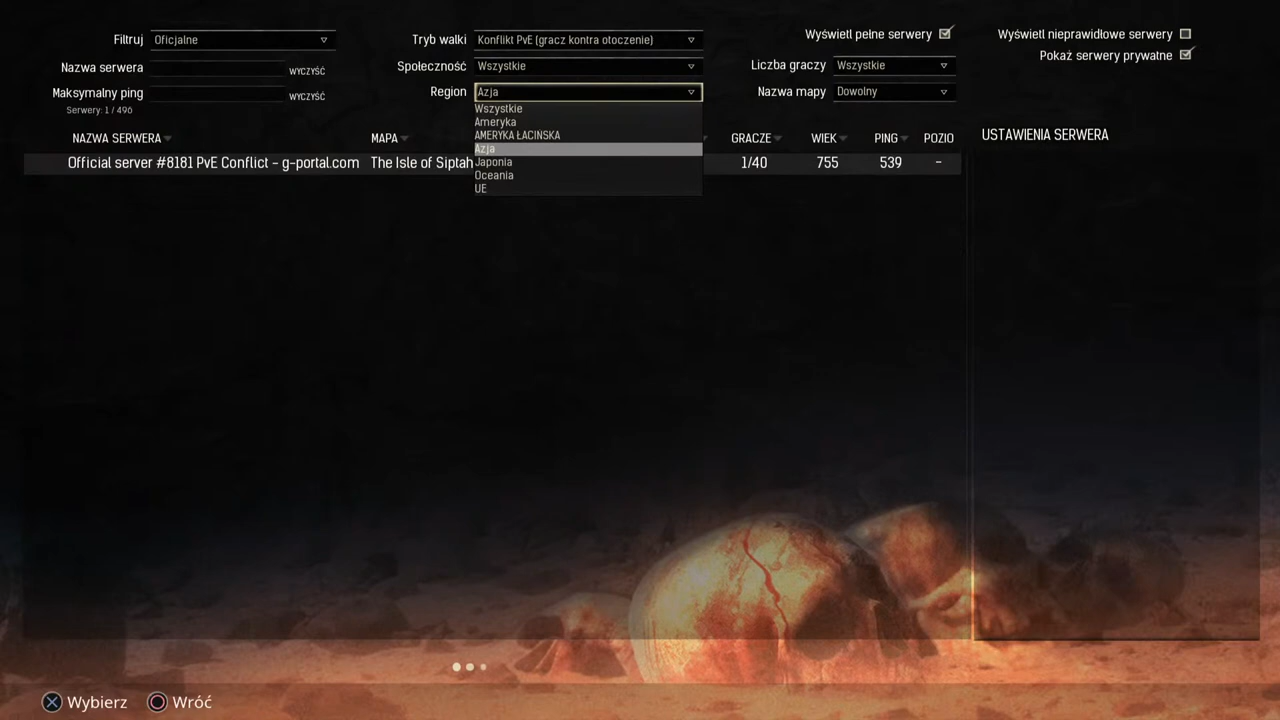 Filtruj Oficjalne
Nazwa serwera WYCZYŚĆ
Maksymalny ping WYCZYŚĆ
Serwery: 1 / 496
Tryb walki Konflikt PvE (gracz kontra otoczenie)
Społeczność Wszystkie
Region Azja
Wszystkie
Ameryka
AMERYKA ŁACIŃSKA
Azja
Japonia
Oceania
UE
Wyświetl pełne serwery
Liczba graczy Wszystkie
Nazwa mapy Dowolny
Wyświetl nieprawidłowe serwery
Pokaż serwery prywatne
NAZWA SERWERA MAPA GRACZE WIEK PING POZIO
Official server #8181 PvE Conflict - g-portal.com The Isle of Siptah 1/40 755 539 -
USTAWIENIA SERWERA
Wybierz Wróć